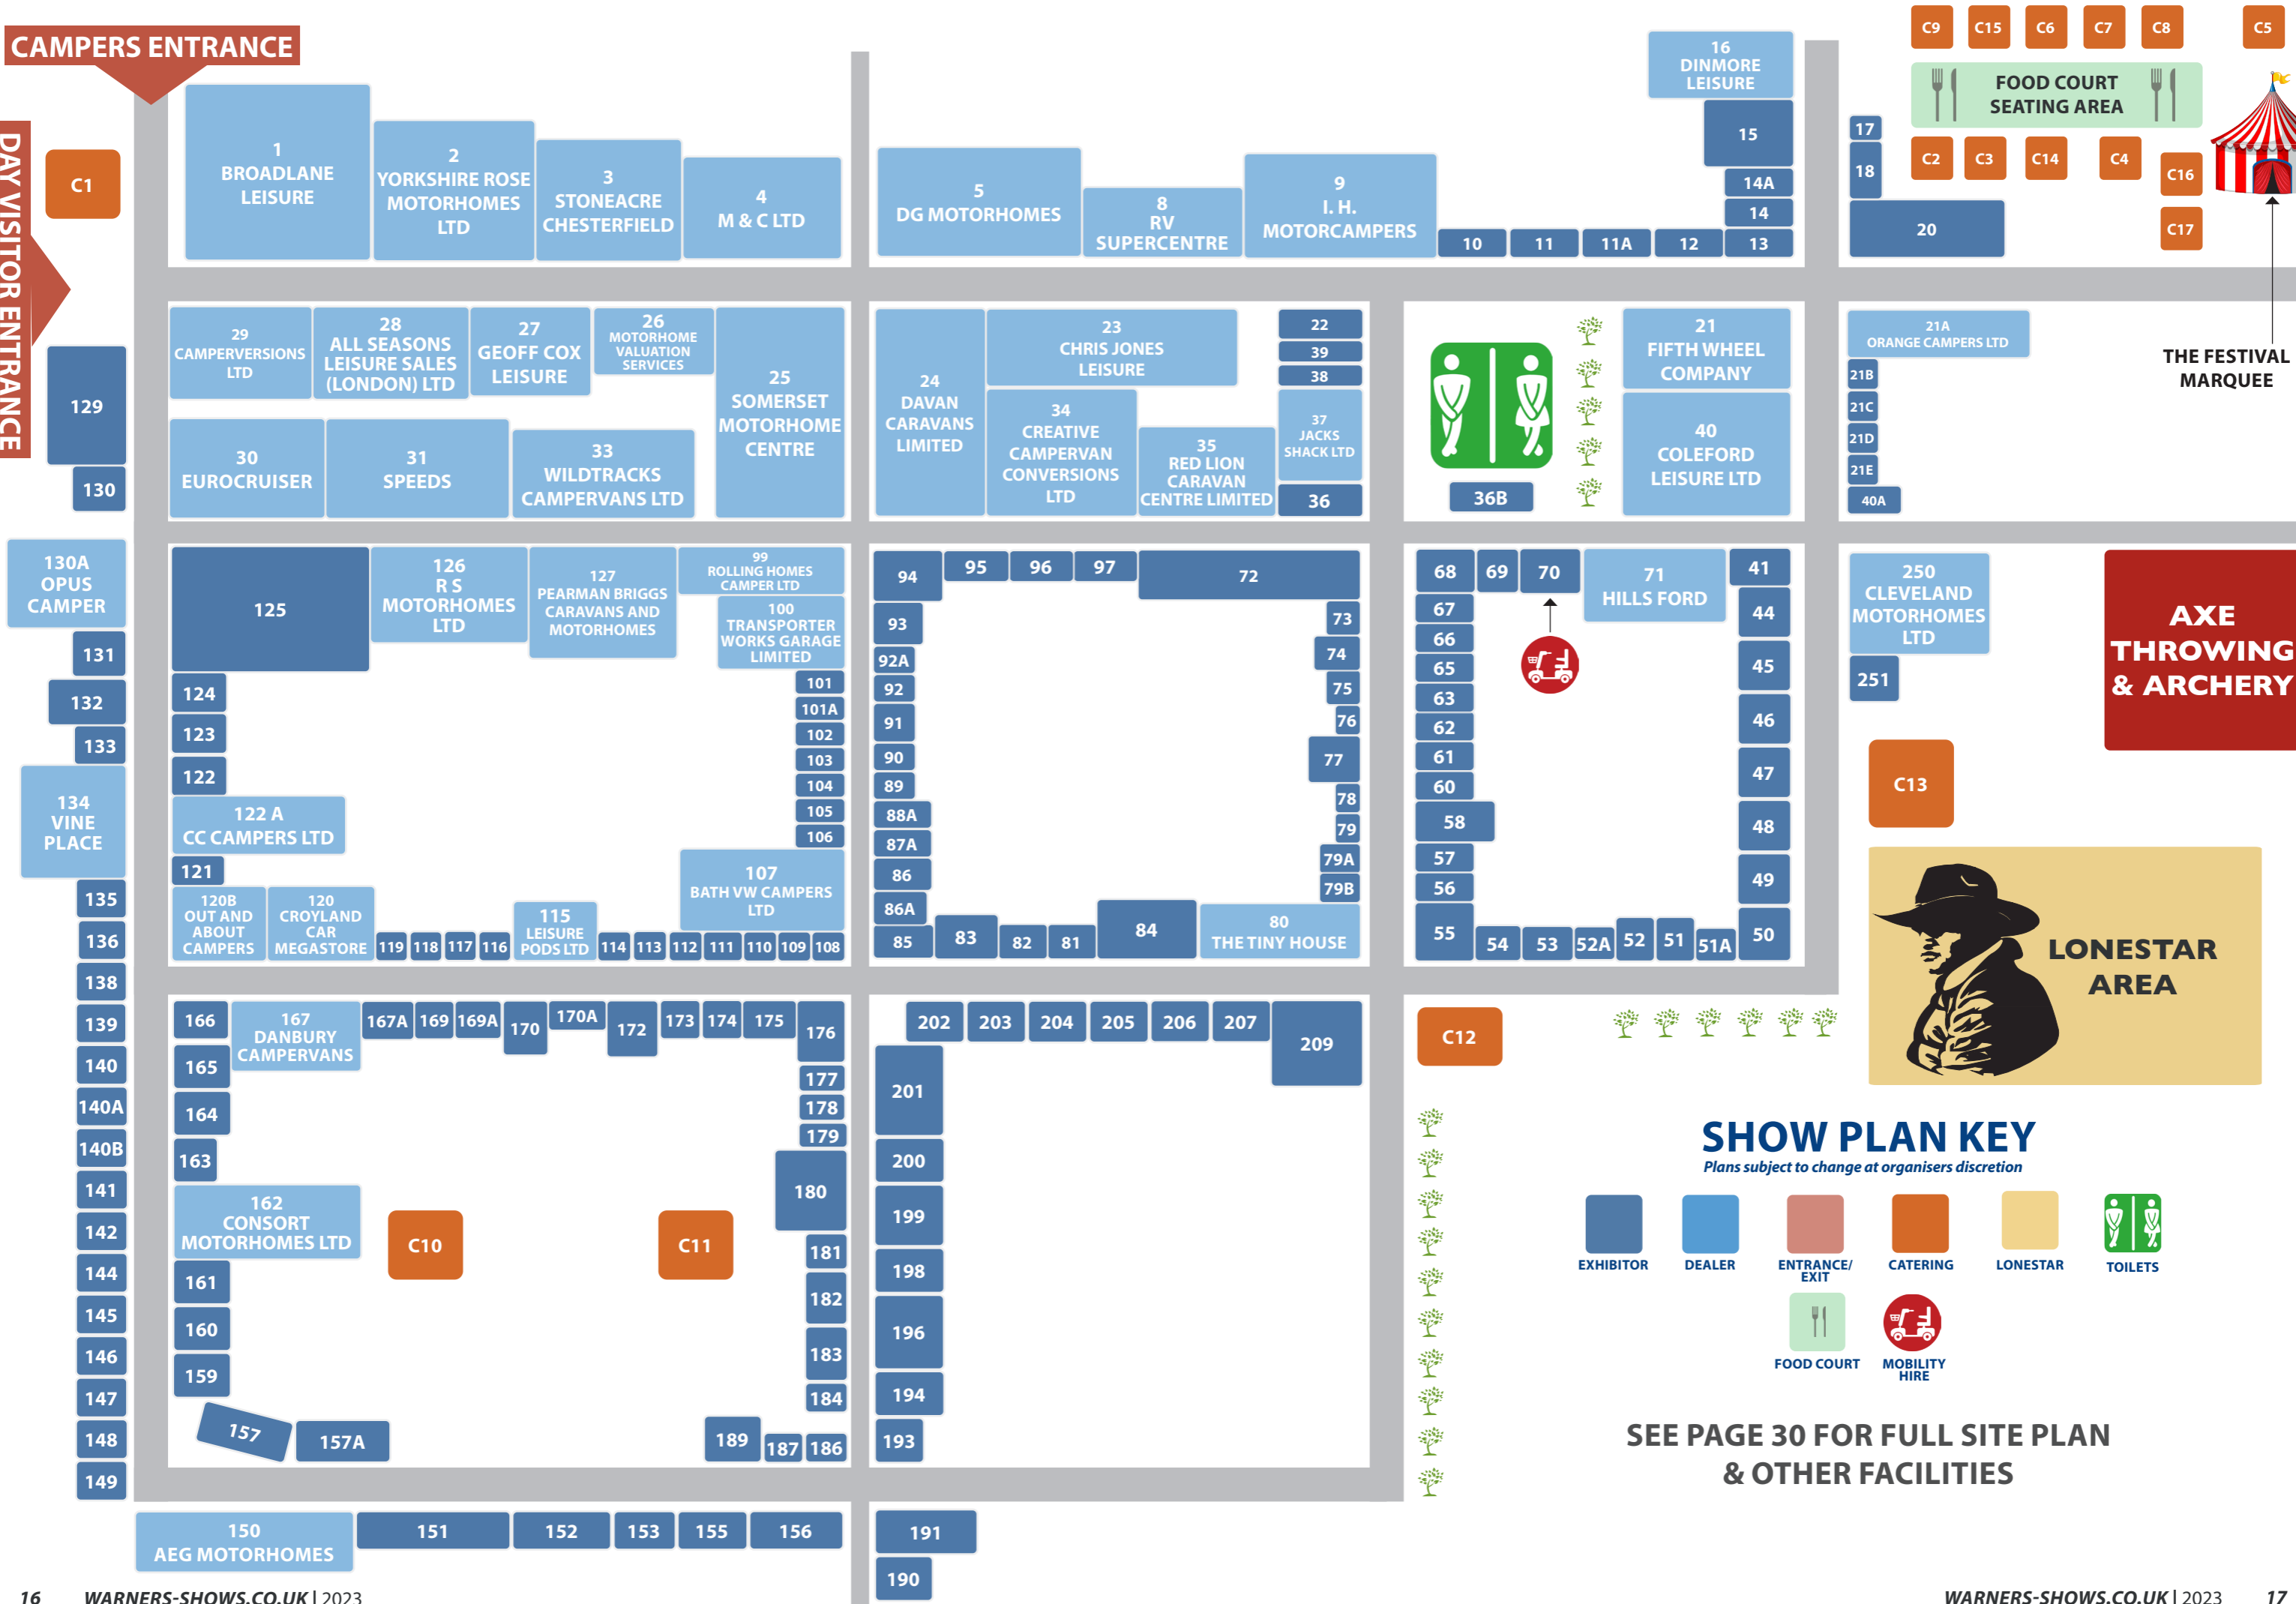 CAMPERS ENTRANCE
DAY VISITOR ENTRANCE
C1
1
BROADLANE
LEISURE
2
YORKSHIRE ROSE
MOTORHOMES
LTD
3
STONEACRE
CHESTERFIELD
4
M & C LTD
5
DG MOTORHOMES
8
RV
SUPERCENTRE
9
I. H.
MOTORCAMPERS
10
11
11A
12
13
14
14A
15
16
DINMORE
LEISURE
C9
C15
C6
C7
C8
C5
FOOD COURT
SEATING AREA
17
18
20
C2
C3
C14
C4
C16
C17
THE FESTIVAL
MARQUEE
129
130
29
CAMPERVERSIONS
LTD
28
ALL SEASONS
LEISURE SALES
(LONDON) LTD
27
GEOFF COX
LEISURE
26
MOTORHOME
VALUATION
SERVICES
25
SOMERSET
MOTORHOME
CENTRE
30
EUROCRUISER
31
SPEEDS
33
WILDTRACKS
CAMPERVANS LTD
24
DAVAN
CARAVANS
LIMITED
23
CHRIS JONES
LEISURE
34
CREATIVE
CAMPERVAN
CONVERSIONS
LTD
35
RED LION
CARAVAN
CENTRE LIMITED
22
39
38
37
JACKS
SHACK LTD
36
36B
21
FIFTH WHEEL
COMPANY
40
COLEFORD
LEISURE LTD
21A
ORANGE CAMPERS LTD
21B
21C
21D
21E
40A
130A
OPUS
CAMPER
131
132
133
134
VINE
PLACE
135
136
138
139
140
140A
140B
141
142
144
145
146
147
148
149
125
126
R S
MOTORHOMES
LTD
127
PEARMAN BRIGGS
CARAVANS AND
MOTORHOMES
99
ROLLING HOMES
CAMPER LTD
100
TRANSPORTER
WORKS GARAGE
LIMITED
101
101A
102
103
104
105
106
107
BATH VW CAMPERS
LTD
124
123
122
122 A
CC CAMPERS LTD
121
120B
OUT AND
ABOUT
CAMPERS
120
CROYLAND
CAR
MEGASTORE
119
118
117
116
115
LEISURE
PODS LTD
114
113
112
111
110
109
108
94
95
96
97
72
93
92A
92
91
90
89
88A
87A
86
86A
85
83
82
81
84
80
THE TINY HOUSE
73
74
75
76
77
78
79
79A
79B
68
69
70
71
HILLS FORD
41
67
66
65
63
62
61
60
58
57
56
55
54
53
52A
52
51
51A
50
44
45
46
47
48
49
250
CLEVELAND
MOTORHOMES
LTD
251
AXE
THROWING
& ARCHERY
C13
LONESTAR
AREA
166
167
DANBURY
CAMPERVANS
167A
169
169A
170
170A
172
173
174
175
176
165
164
163
162
CONSORT
MOTORHOMES LTD
161
160
159
157
157A
C10
C11
177
178
179
180
181
182
183
184
189
187
186
202
203
204
205
206
207
209
201
200
199
198
196
194
193
C12
SHOW PLAN KEY
Plans subject to change at organisers discretion
EXHIBITOR
DEALER
ENTRANCE/
EXIT
CATERING
LONESTAR
TOILETS
FOOD COURT
MOBILITY
HIRE
SEE PAGE 30 FOR FULL SITE PLAN
& OTHER FACILITIES
150
AEG MOTORHOMES
151
152
153
155
156
191
190
16 WARNERS-SHOWS.CO.UK | 2023
WARNERS-SHOWS.CO.UK | 2023 17